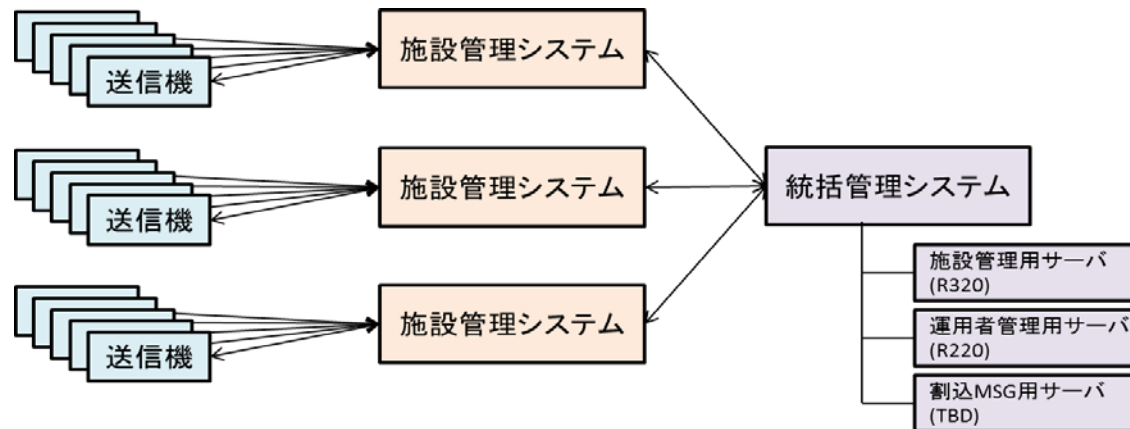 送信機
施設管理システム
送信機
施設管理システム
統括管理システム
送信機
施設管理システム
施設管理用サーバ
(R320)
運用者管理用サーバ
(R220)
割込MSG用サーバ
(TBD)